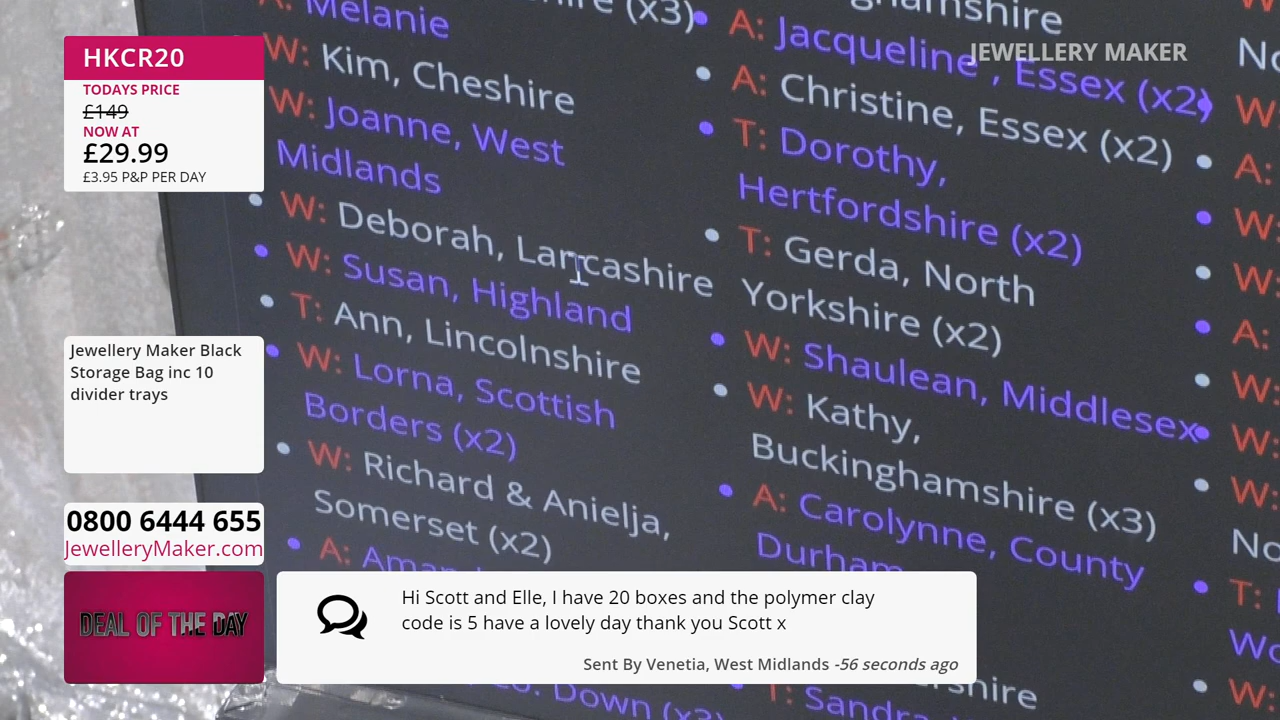 HKCR20
TODAYS PRICE
£149
NOW AT
£29.99
£3.95 P&P PER DAY
Jewellery Maker Black
Storage Bag inc 10
divider trays
0800 6444 655
JewelleryMaker.com
DEAL OF THE DAY
Hi Scott and Elle, I have 20 boxes and the polymer clay
code is 5 have a lovely day thank you Scott x
Sent By Venetia, West Midlands -56 seconds ago
JEWELLERY MAKER
(x3)
Melanie
W: Kim, Cheshire
W: Joanne, West
Midlands
W: Deborah, Lancashire
W: Susan, Highland
T: Ann, Lincolnshire
W: Lorna, Scottish
Borders (x2)
W: Richard & Anielja,
Somerset (x2)
A:
Down (x3)
A: Jacqueline , Essex (x2)
A: Christine, Essex (x2)
T: Dorothy,
Hertfordshire (x2)
T: Gerda, North
Yorkshire (x2)
W: Shaulean, Middlesex
W: Kathy,
Buckinghamshire (x3)
A: Carolynne, County
Durham
T: Sandra
W:
A:
W:
W:
A:
W:
W:
W:
T:
W: